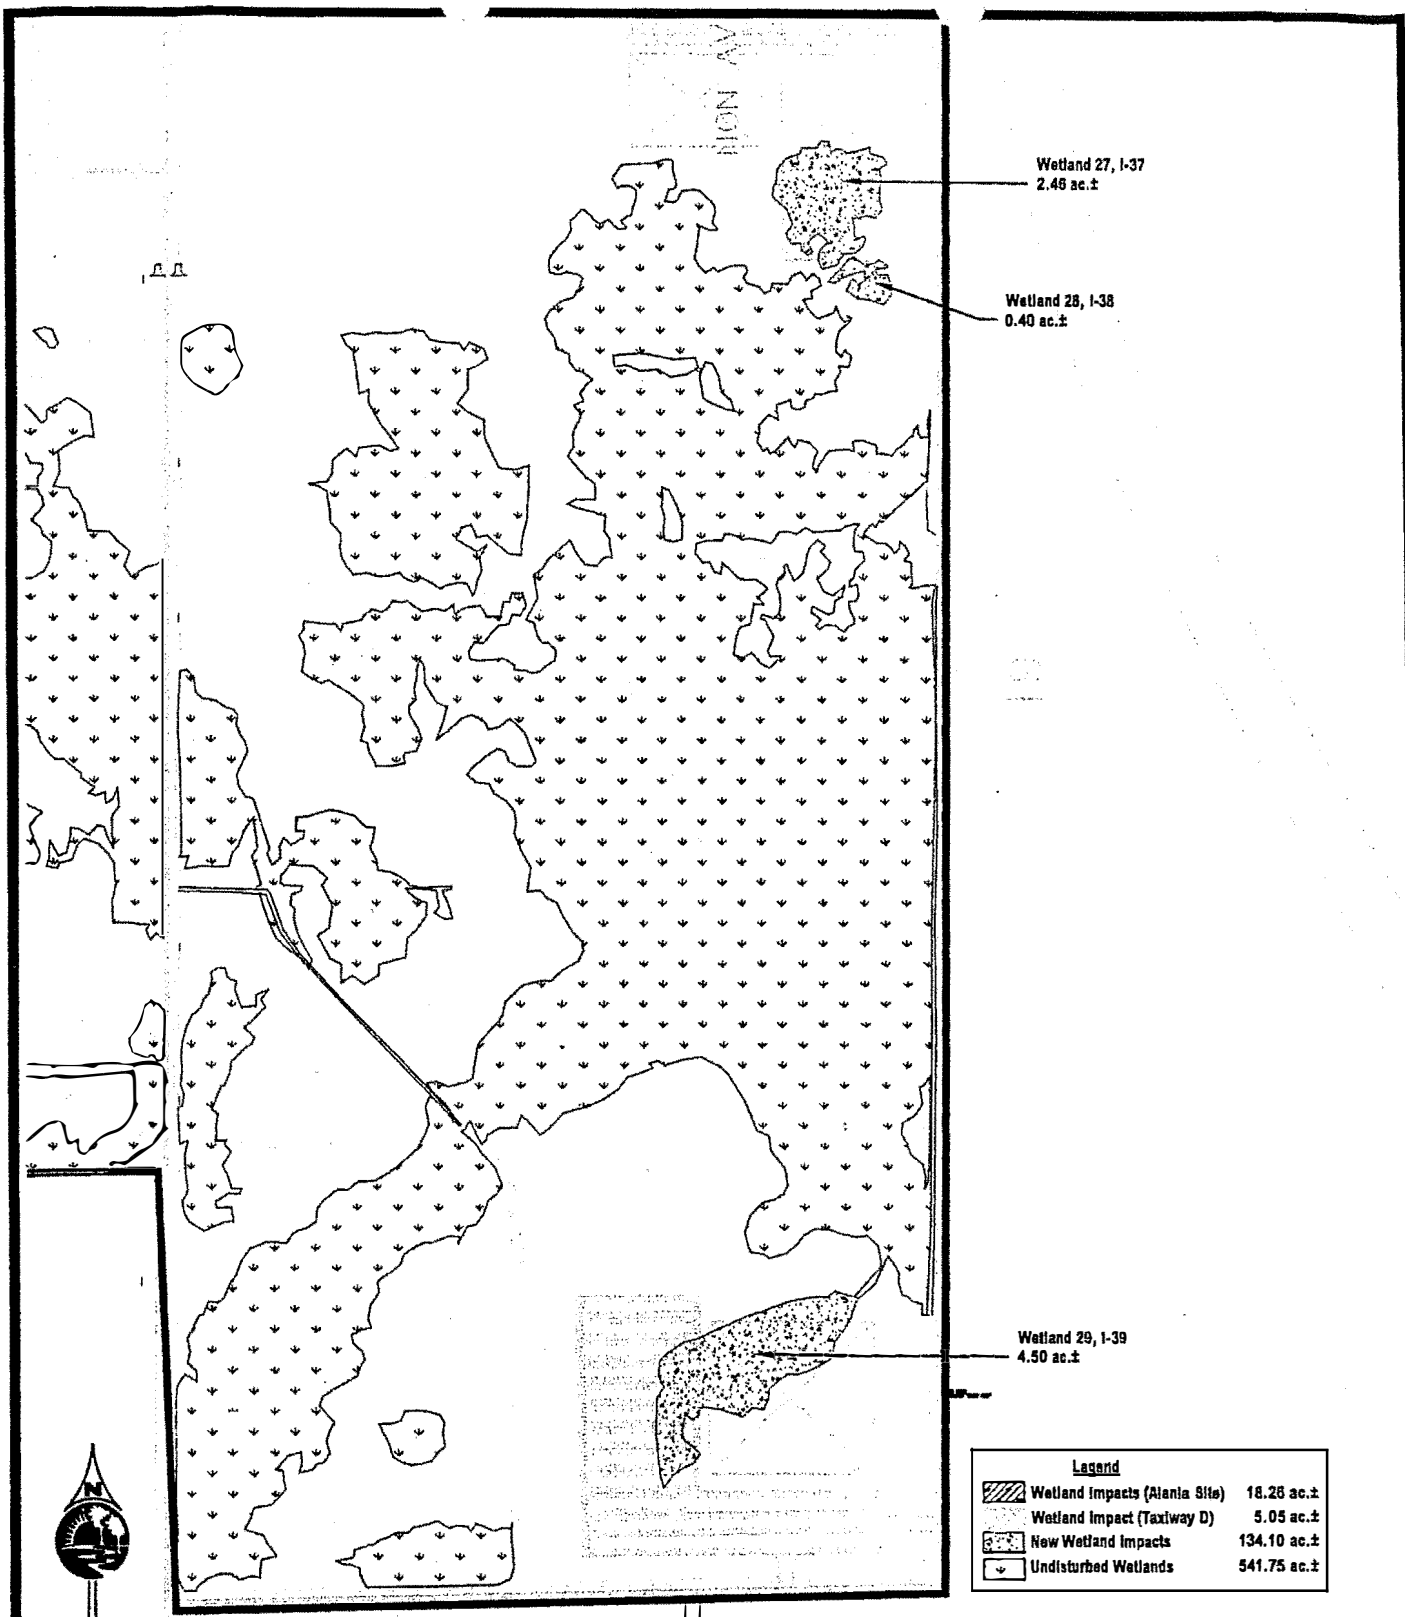 Wetland 27, I-37
2.46 ac.±
Wetland 28, I-38
0.40 ac.±
Wetland 29, I-39
4.50 ac.±
N
Legend
Wetland Impacts (Alenia Site) 18.26 ac.±
Wetland Impact (Taxiway D) 5.05 ac.±
New Wetland Impacts 134.10 ac.±
Undisturbed Wetlands 541.75 ac.±